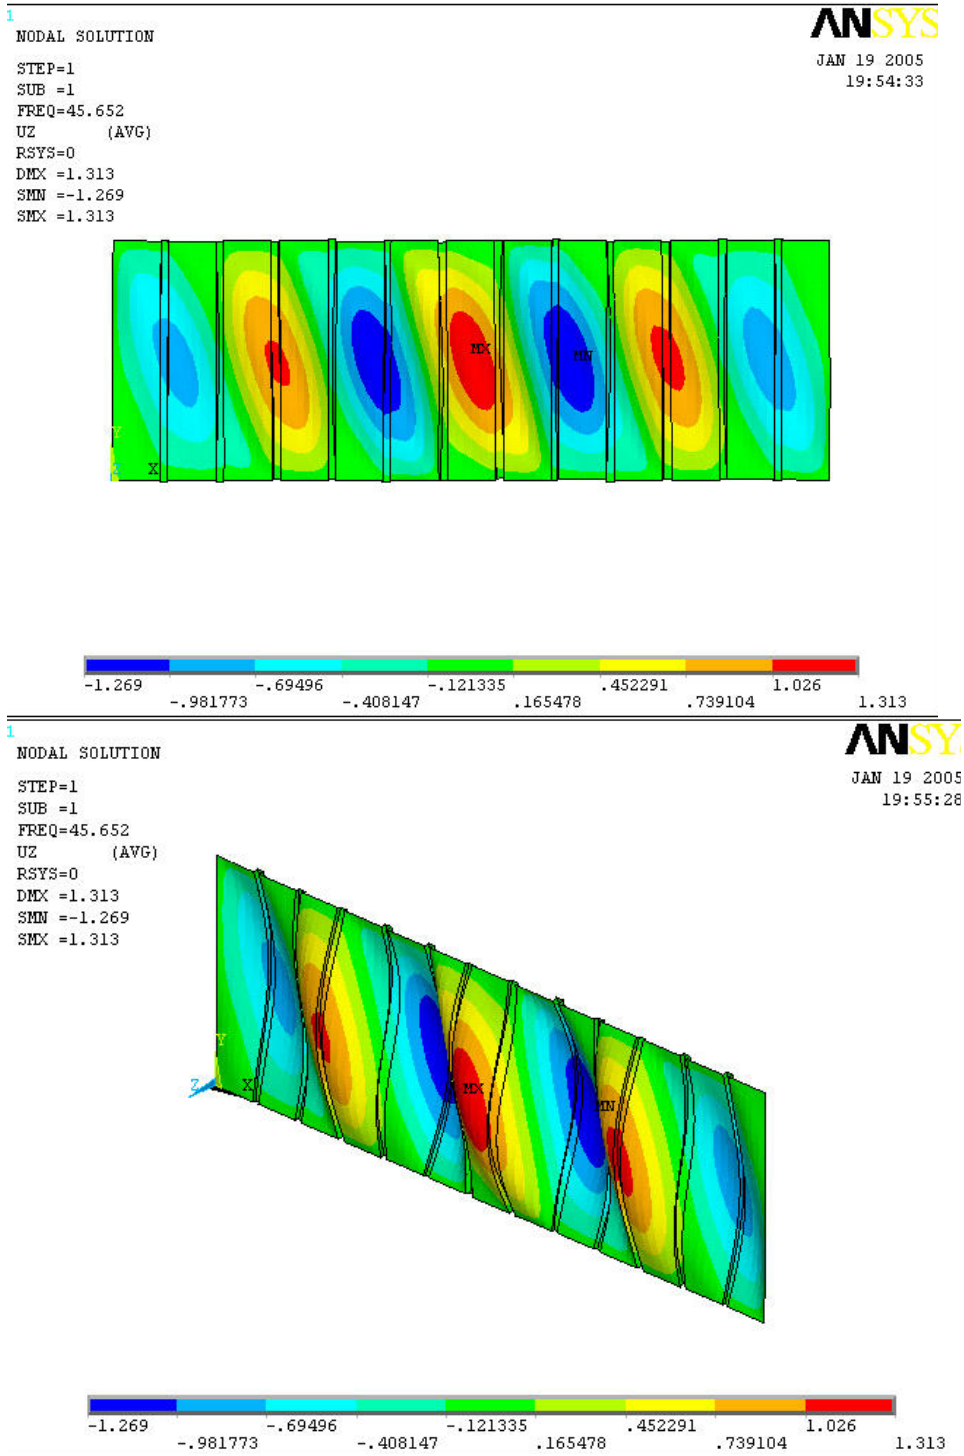 1
ANSYS
NODAL SOLUTION
JAN 19 2005
19:54:33
STEP=1
SUB =1
FREQ=45.652
UZ (AVG)
RSYS=0
DMX =1.313
SMN =-1.269
SMX =1.313
MX
MN
Y
Z X
-1.269 -.69496 -.121335 .452291 1.026
-.981773 -.408147 .165478 .739104 1.313
1
ANSY
NODAL SOLUTION
JAN 19 2005
19:55:28
STEP=1
SUB =1
FREQ=45.652
UZ (AVG)
RSYS=0
DMX =1.313
SMN =-1.269
SMX =1.313
Y
Z X
MX
MN
-1.269 -.69496 -.121335 .452291 1.026
-.981773 -.408147 .165478 .739104 1.313